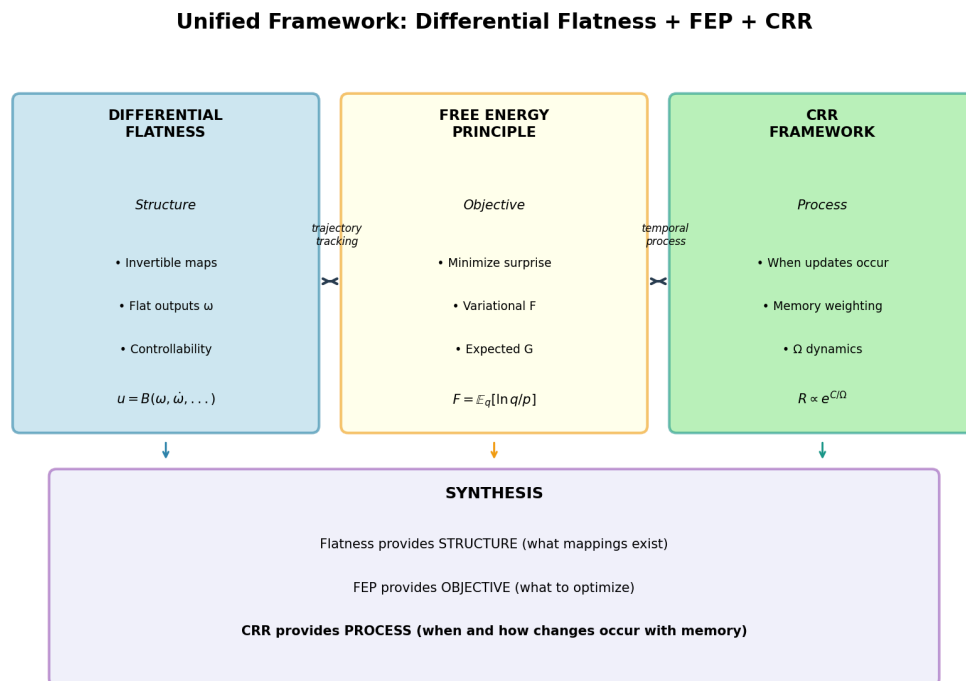 Unified Framework: Differential Flatness + FEP + CRR
DIFFERENTIAL
FLATNESS
Structure
• Invertible maps
• Flat outputs ω
• Controllability
u = B(ω, ω̇, . . . )
trajectory
tracking
FREE ENERGY
PRINCIPLE
Objective
• Minimize surprise
• Variational F
• Expected G
F = 𝔼_q[ln q/p]
temporal
process
CRR
FRAMEWORK
Process
• When updates occur
• Memory weighting
• Ω dynamics
R ∝ e^{C/Ω}
SYNTHESIS
Flatness provides STRUCTURE (what mappings exist)
FEP provides OBJECTIVE (what to optimize)
CRR provides PROCESS (when and how changes occur with memory)